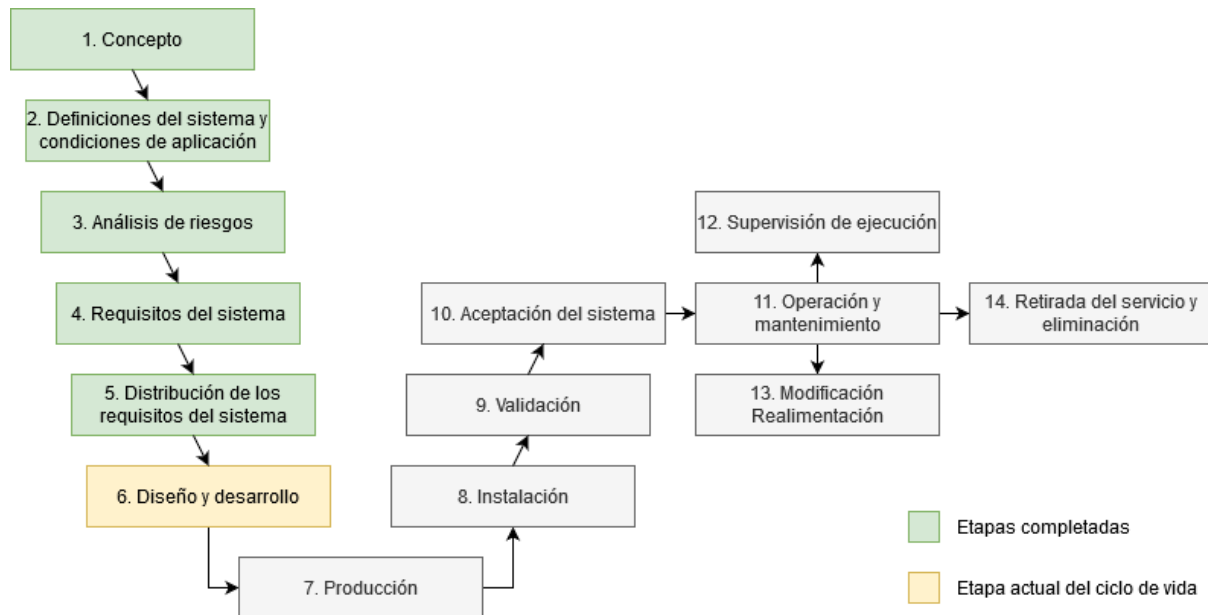 1. Concepto
2. Definiciones del sistema y
condiciones de aplicación
3. Análisis de riesgos
4. Requisitos del sistema
5. Distribución de los
requisitos del sistema
6. Diseño y desarrollo
7. Producción
8. Instalación
9. Validación
10. Aceptación del sistema
11. Operación y
mantenimiento
12. Supervisión de ejecución
13. Modificación
Realimentación
14. Retirada del servicio y
eliminación
Etapas completadas
Etapa actual del ciclo de vida